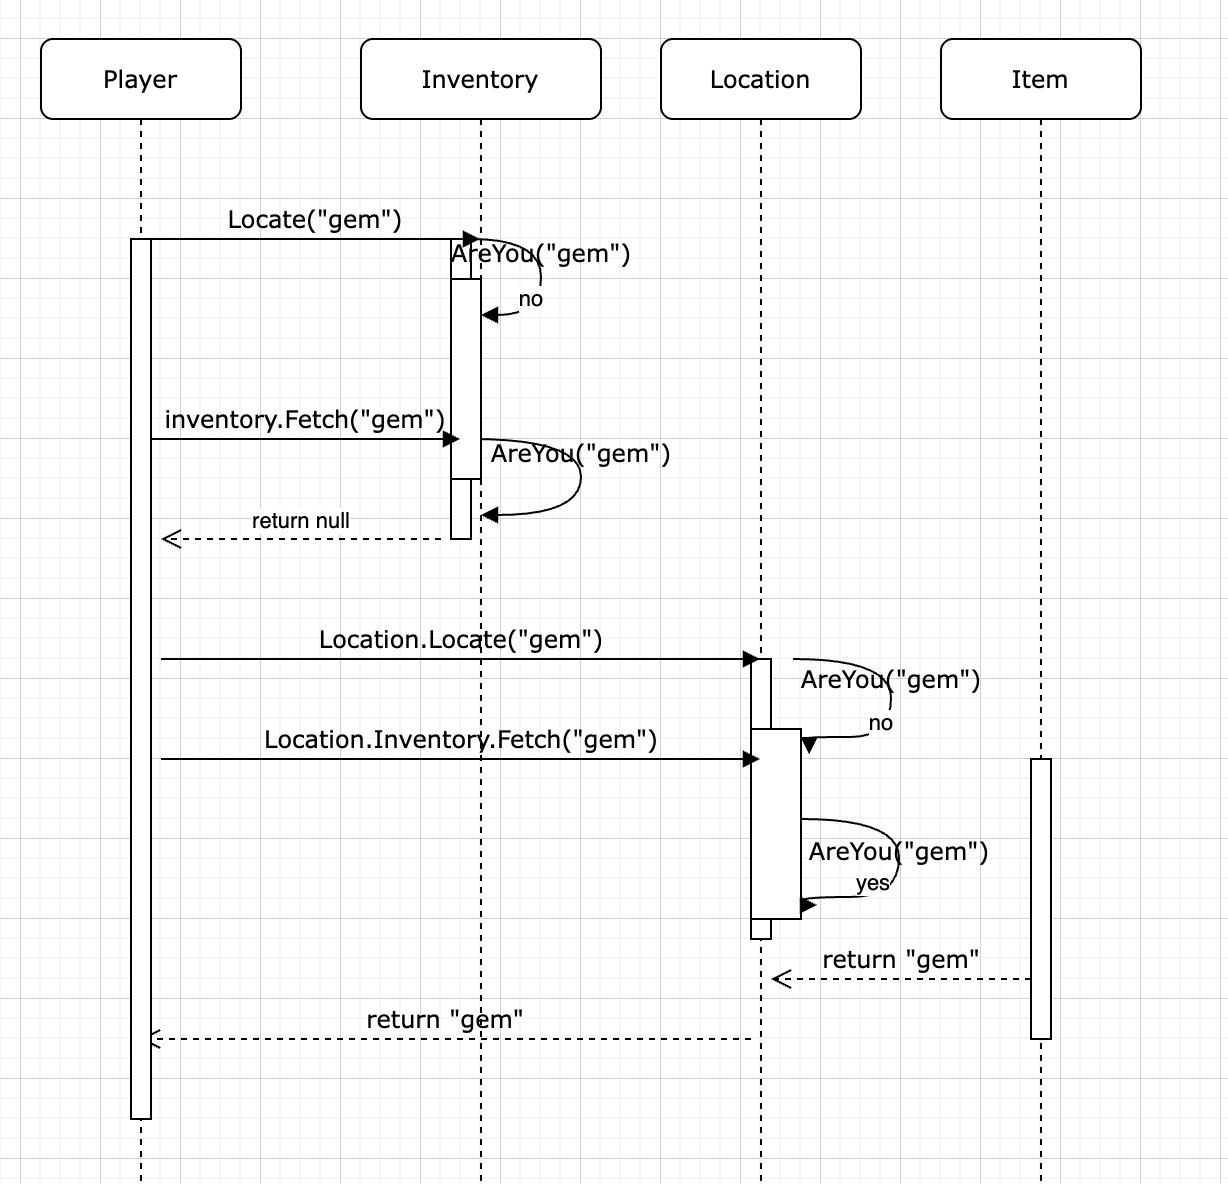 Player
Inventory
Location
Item
Locate("gem")
AreYou("gem")
no
inventory.Fetch("gem")
AreYou("gem")
return null
Location.Locate("gem")
AreYou("gem")
no
Location.Inventory.Fetch("gem")
AreYou("gem")
yes
return "gem"
return "gem"